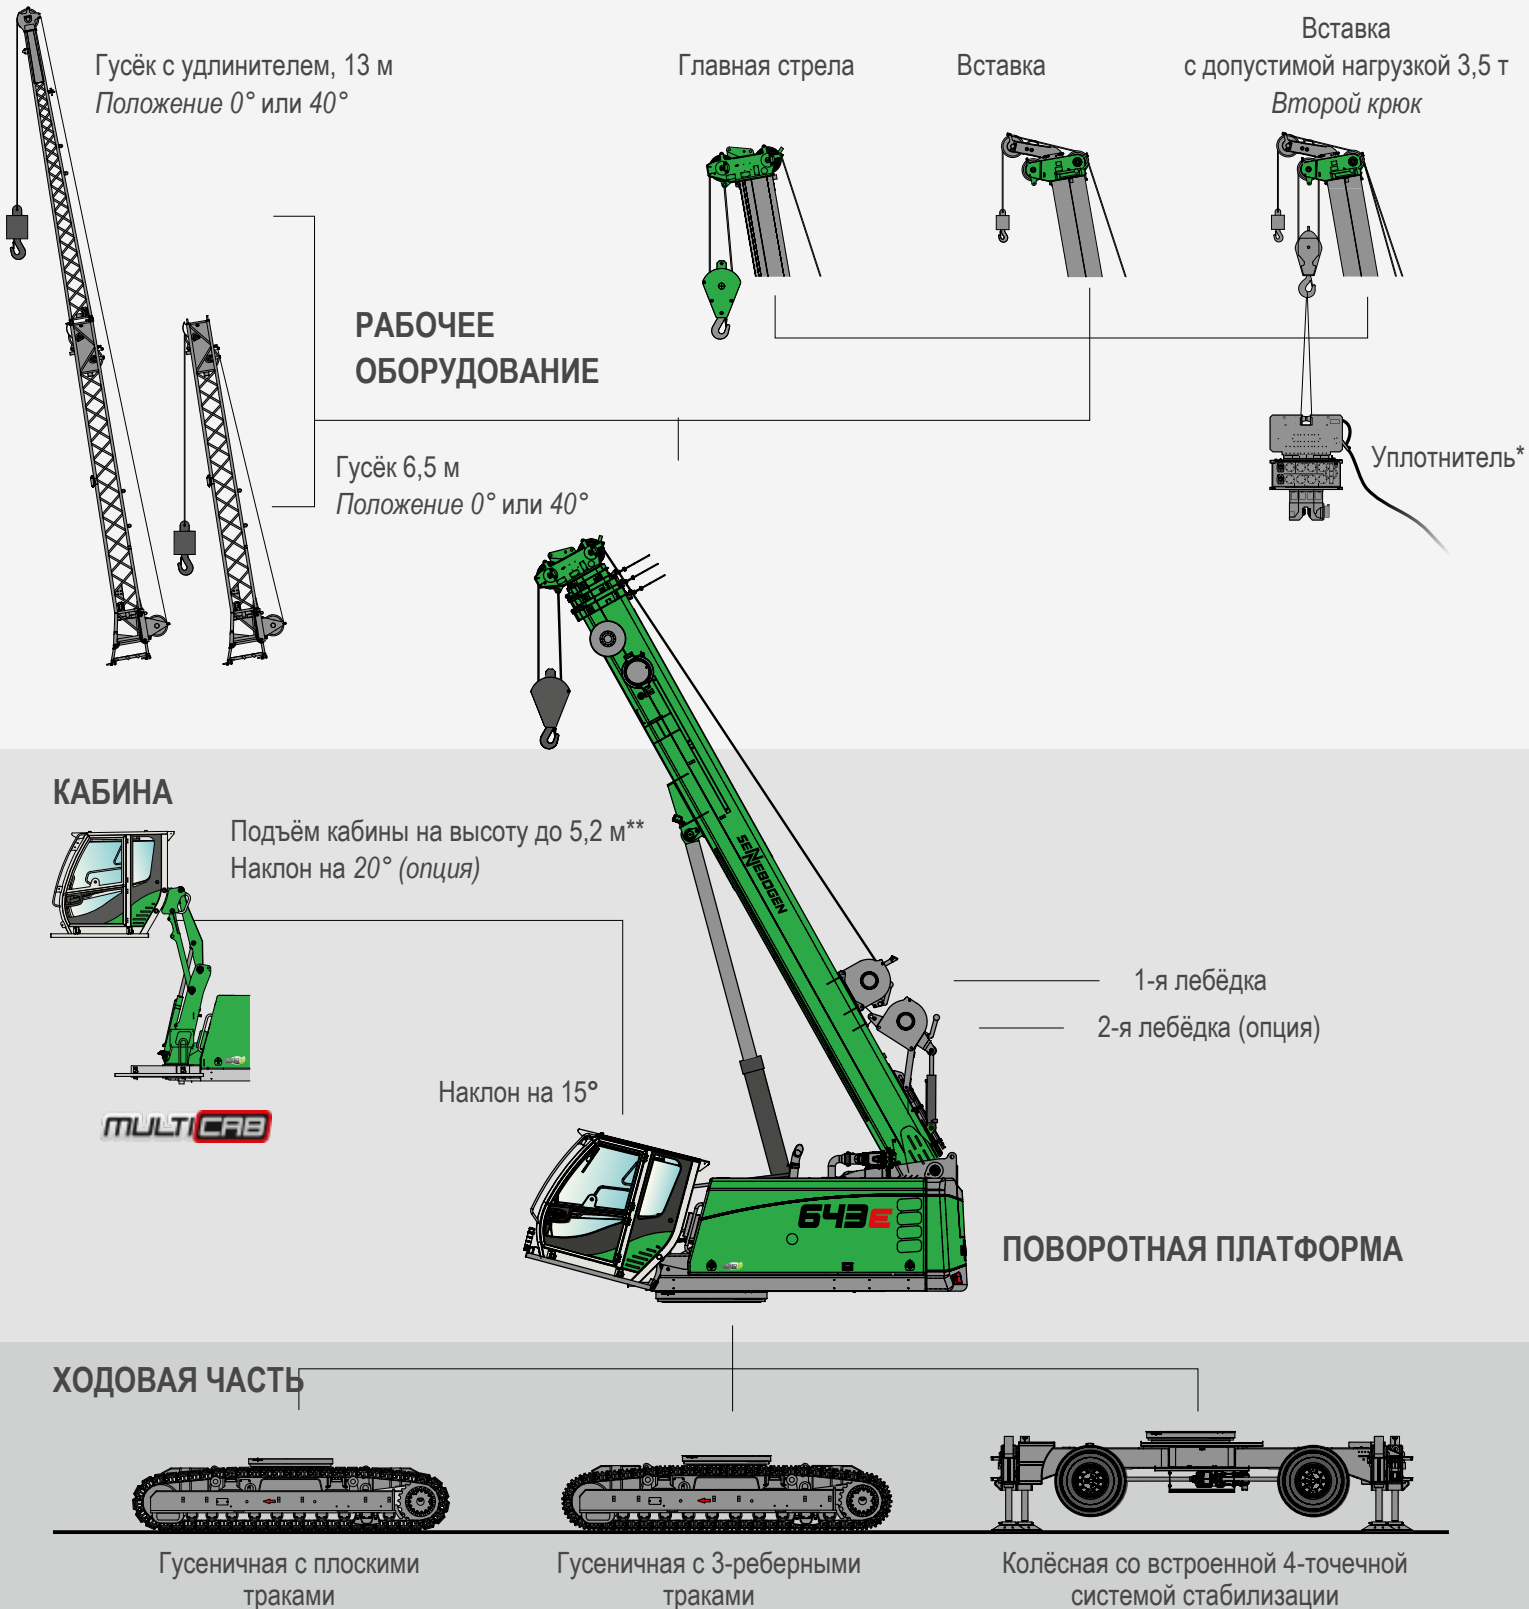 Гусёк с удлинителем, 13 м
Положение 0° или 40°
Главная стрела
Вставка
Вставка
с допустимой нагрузкой 3,5 т
Второй крюк
РАБОЧЕЕ
ОБОРУДОВАНИЕ
Гусёк 6,5 м
Положение 0° или 40°
Уплотнитель*
КАБИНА
Подъём кабины на высоту до 5,2 м**
Наклон на 20° (опция)
MULTICAB
SENNEBOGEN
1-я лебёдка
2-я лебёдка (опция)
Наклон на 15°
643E
ПОВОРОТНАЯ ПЛАТФОРМА
ХОДОВАЯ ЧАСТЬ
Гусеничная с плоскими
траками
Гусеничная с 3-реберными
траками
Колёсная со встроенной 4-точечной
системой стабилизации